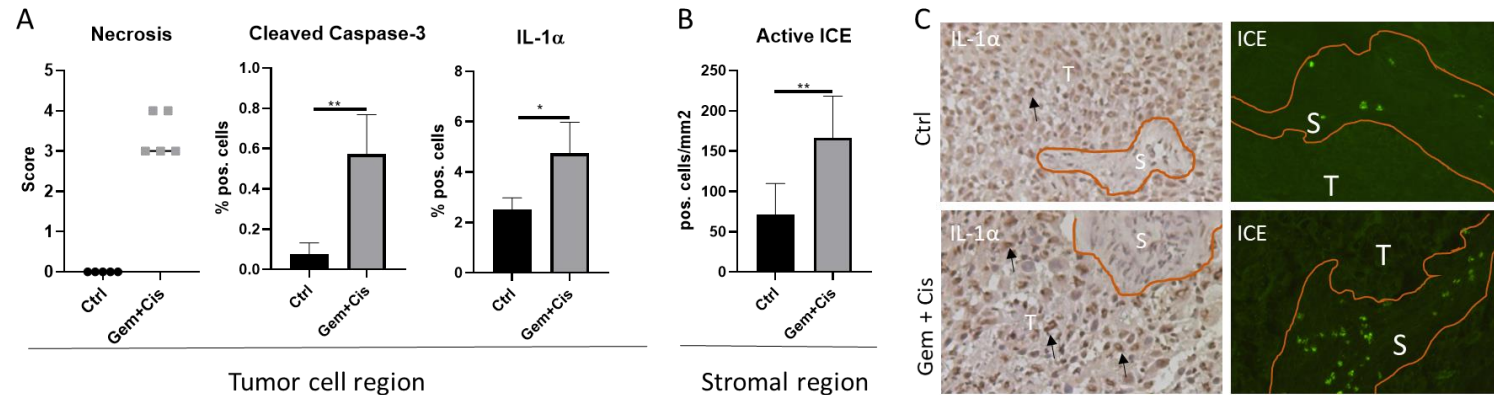 A
Necrosis
Score
5
4
3
2
1
0
Ctrl
Gem+Cis
Cleaved Caspase-3
% pos. cells
1.0
0.8
0.6
0.4
0.2
0.0
**
Ctrl
Gem+Cis
IL-1α
% pos. cells
8
6
4
2
0
*
Ctrl
Gem+Cis
Tumor cell region
B
Active ICE
pos. cells/mm2
250
200
150
100
50
0
**
Ctrl
Gem+Cis
Stromal region
C
Ctrl
IL-1α
T
S
ICE
S
T
Gem + Cis
IL-1α
S
T
ICE
T
S